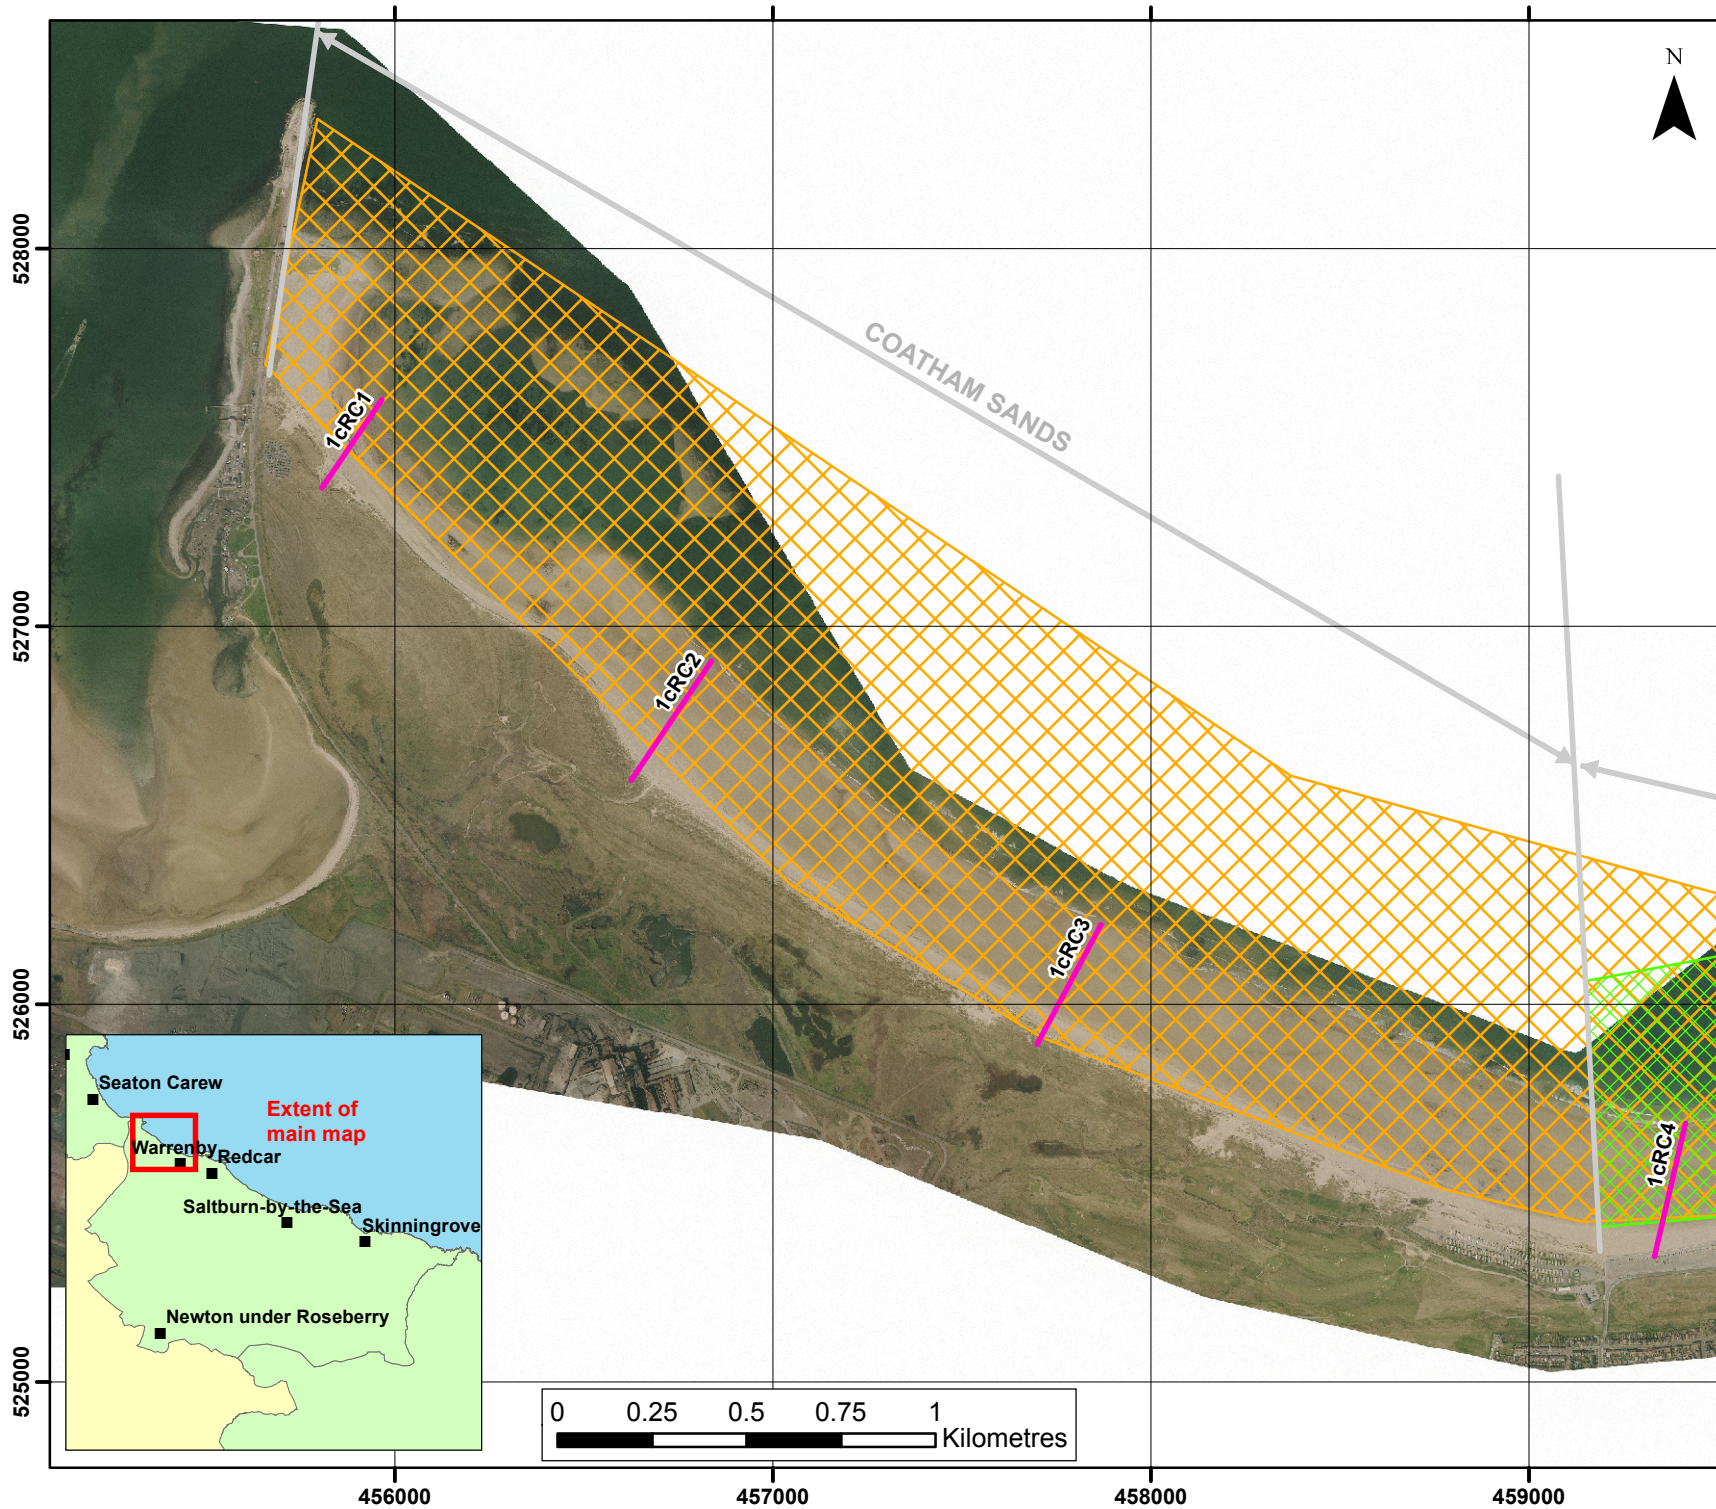 N
528000
COATHAM SANDS
1cRC1
527000
1cRC2
1cRC3
526000
1cRC4
Seaton Carew
Extent of
main map
Warrenby
Redcar
Saltburn-by-the-Sea
Skinningrove
Newton under Roseberry
525000
0 0.25 0.5 0.75 1
Kilometres
456000 457000 458000 459000